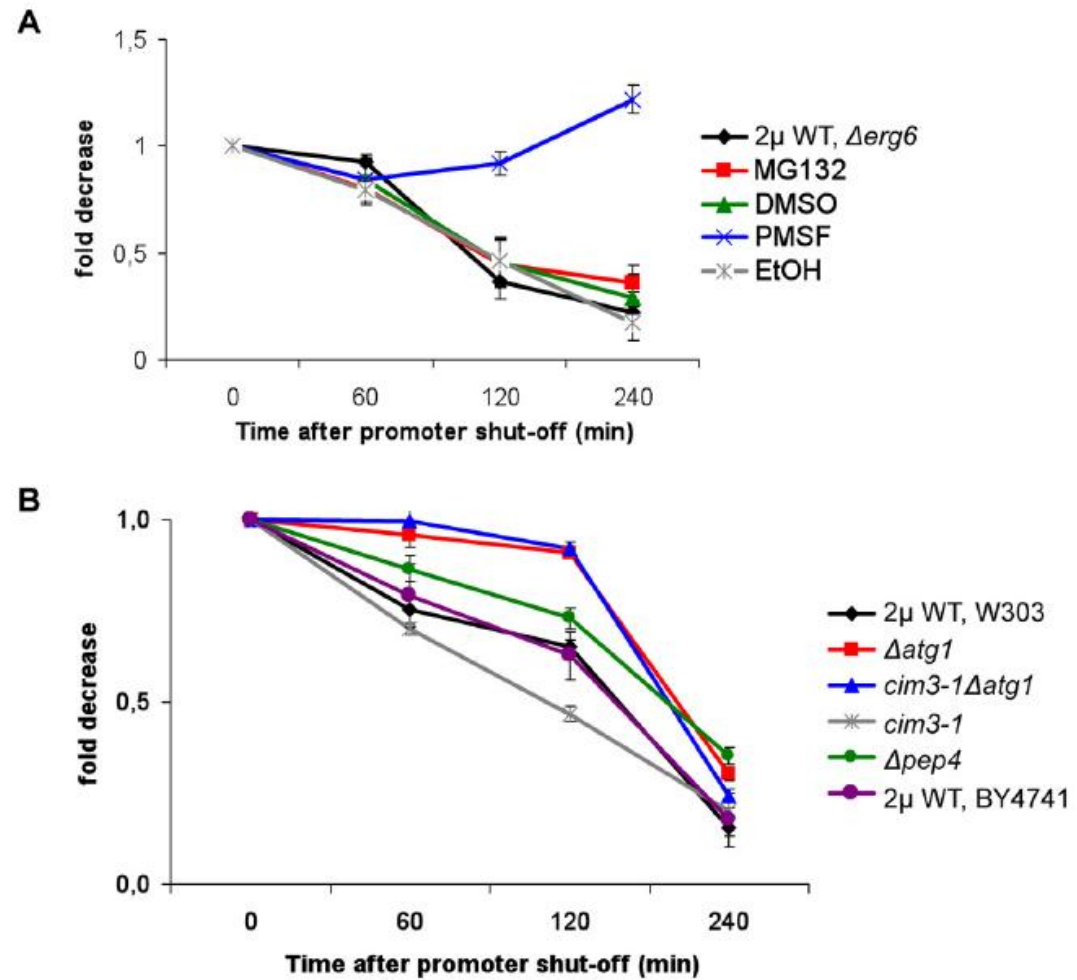 A
1,5
1
0,5
0
fold decrease
0 60 120 240
Time after promoter shut-off (min)
2µ WT, Δerg6
MG132
DMSO
PMSF
EtOH
B
1,0
0,5
0,0
fold decrease
0 60 120 240
Time after promoter shut-off (min)
2µ WT, W303
Δatg1
cim3-1Δatg1
cim3-1
Δpep4
2µ WT, BY4741